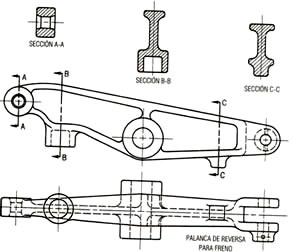 SECCIÓN A-A
SECCIÓN B-B
SECCIÓN C-C
A
B
C
A
B
C
PALANCA DE REVERSA
PARA FRENO